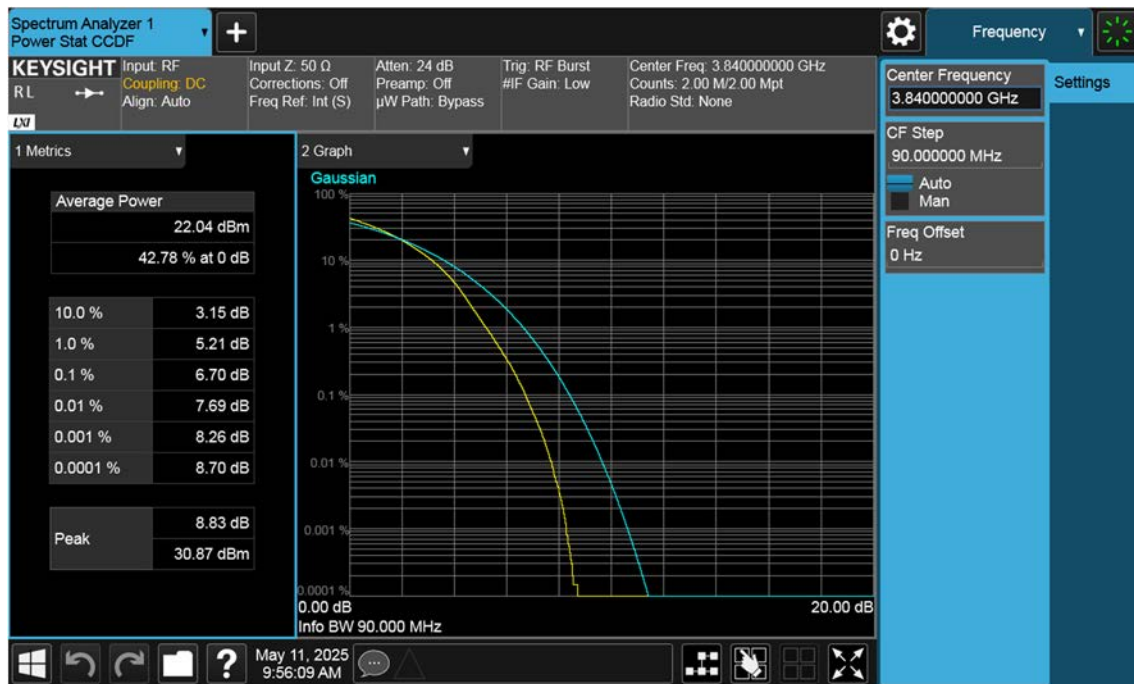 Spectrum Analyzer 1
Power Stat CCDF
Frequency
KEYSIGHT
RL
LXI
Input: RF
Coupling: DC
Align: Auto
Input Z: 50 Ω
Corrections: Off
Freq Ref: Int (S)
Atten: 24 dB
Preamp: Off
µW Path: Bypass
Trig: RF Burst
#IF Gain: Low
Center Freq: 3.840000000 GHz
Counts: 2.00 M/2.00 Mpt
Radio Std: None
Center Frequency
3.840000000 GHz
Settings
CF Step
90.000000 MHz
Auto
Man
Freq Offset
0 Hz
1 Metrics
Average Power
22.04 dBm
42.78 % at 0 dB
10.0 % 3.15 dB
1.0 % 5.21 dB
0.1 % 6.70 dB
0.01 % 7.69 dB
0.001 % 8.26 dB
0.0001 % 8.70 dB
Peak
8.83 dB
30.87 dBm
2 Graph
Gaussian
100 %
10 %
1 %
0.1 %
0.01 %
0.001 %
0.0001 %
0.00 dB 20.00 dB
Info BW 90.000 MHz
?
May 11, 2025
9:56:09 AM